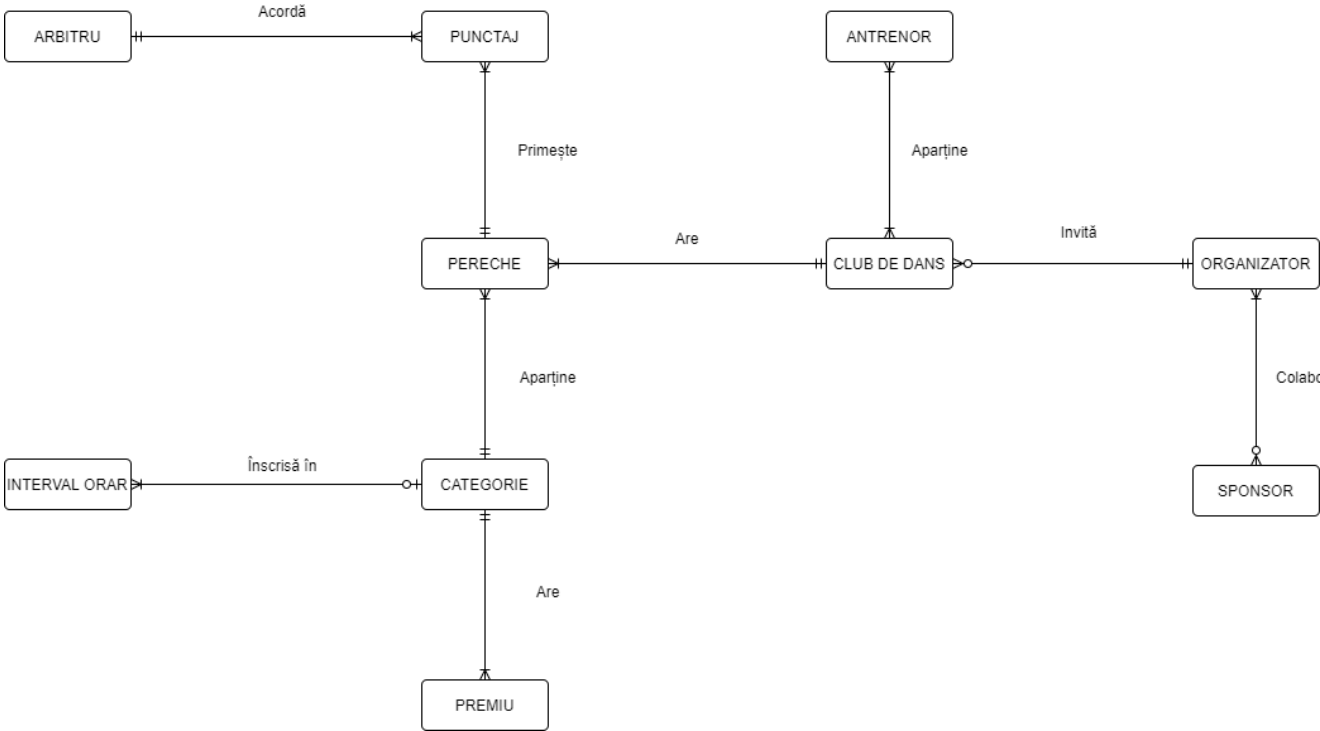 Acordă
ARBITRU
PUNCTAJ
ANTRENOR
Primește
Aparține
Are
Invită
PERECHE
CLUB DE DANS
ORGANIZATOR
Aparține
Colabo
Înscrisă în
INTERVAL ORAR
CATEGORIE
SPONSOR
Are
PREMIU